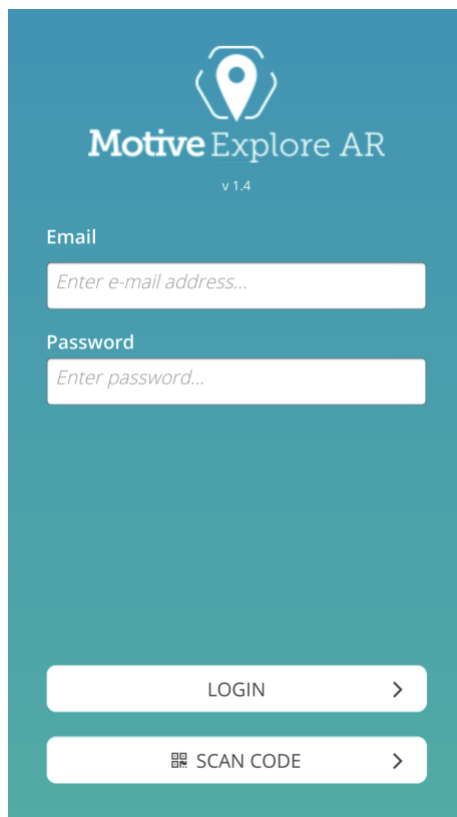 Motive Explore AR
v 1.4
Email
Enter e-mail address...
Password
Enter password...
LOGIN
SCAN CODE